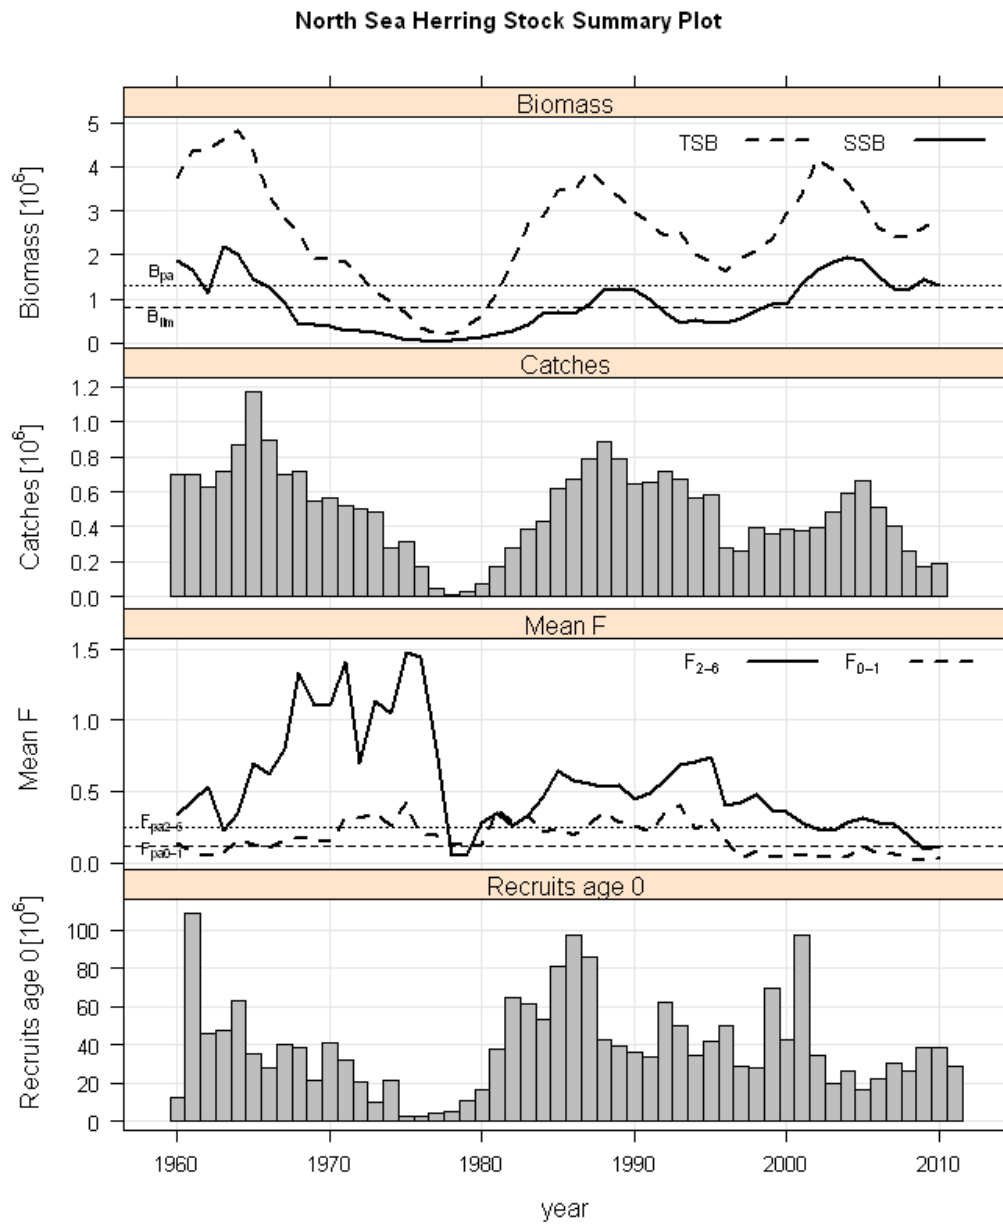 North Sea Herring Stock Summary Plot
Biomass
Biomass [10⁶]
5
4
3
2
1
0
TSB SSB
Bpa
Blim
Catches
Catches [10⁶]
1.2
1.0
0.8
0.6
0.4
0.2
0.0
Mean F
Mean F
1.5
1.0
0.5
0.0
F2−6 F0−1
Fpa2−6
Fpa0−1
Recruits age 0
Recruits age 0 [10⁶]
100
80
60
40
20
0
1960 1970 1980 1990 2000 2010
year